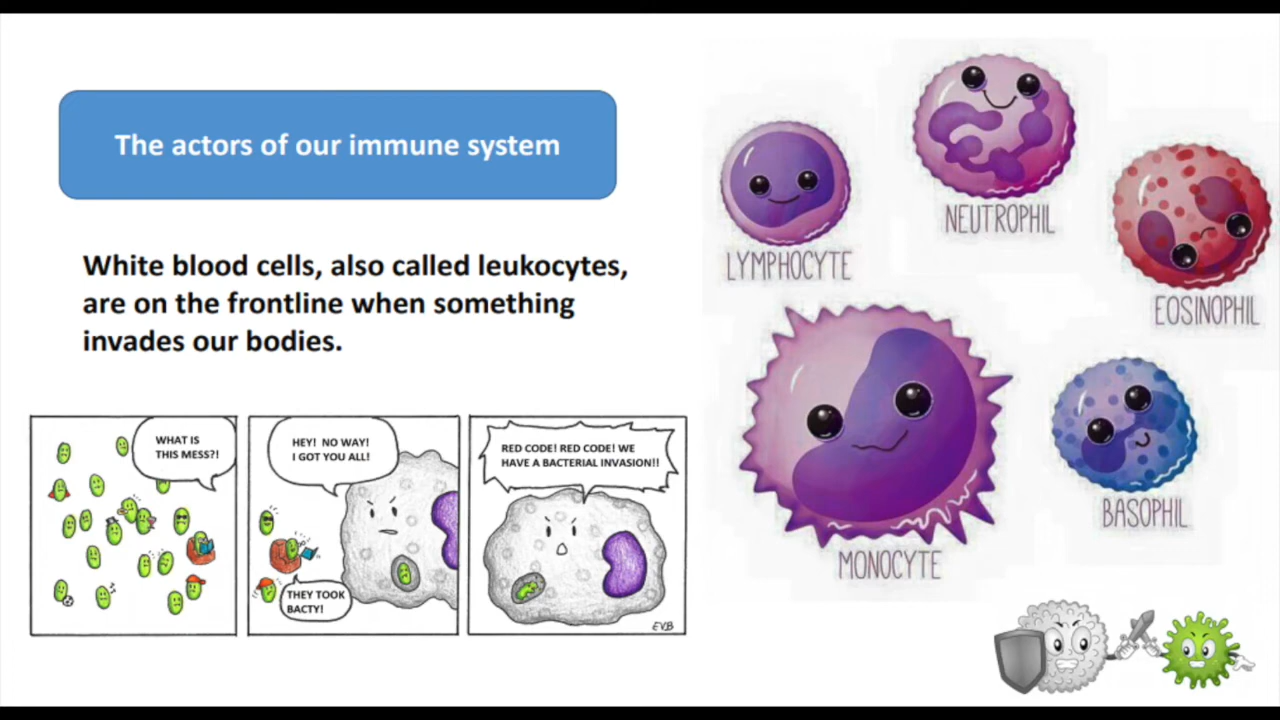 The actors of our immune system
White blood cells, also called leukocytes,
are on the frontline when something
invades our bodies.
WHAT IS
THIS MESS?!
HEY! NO WAY!
I GOT YOU ALL!
THEY TOOK
BACTY!
RED CODE! RED CODE! WE
HAVE A BACTERIAL INVASION!!
EVB
NEUTROPHIL
LYMPHOCYTE
EOSINOPHIL
BASOPHIL
MONOCYTE